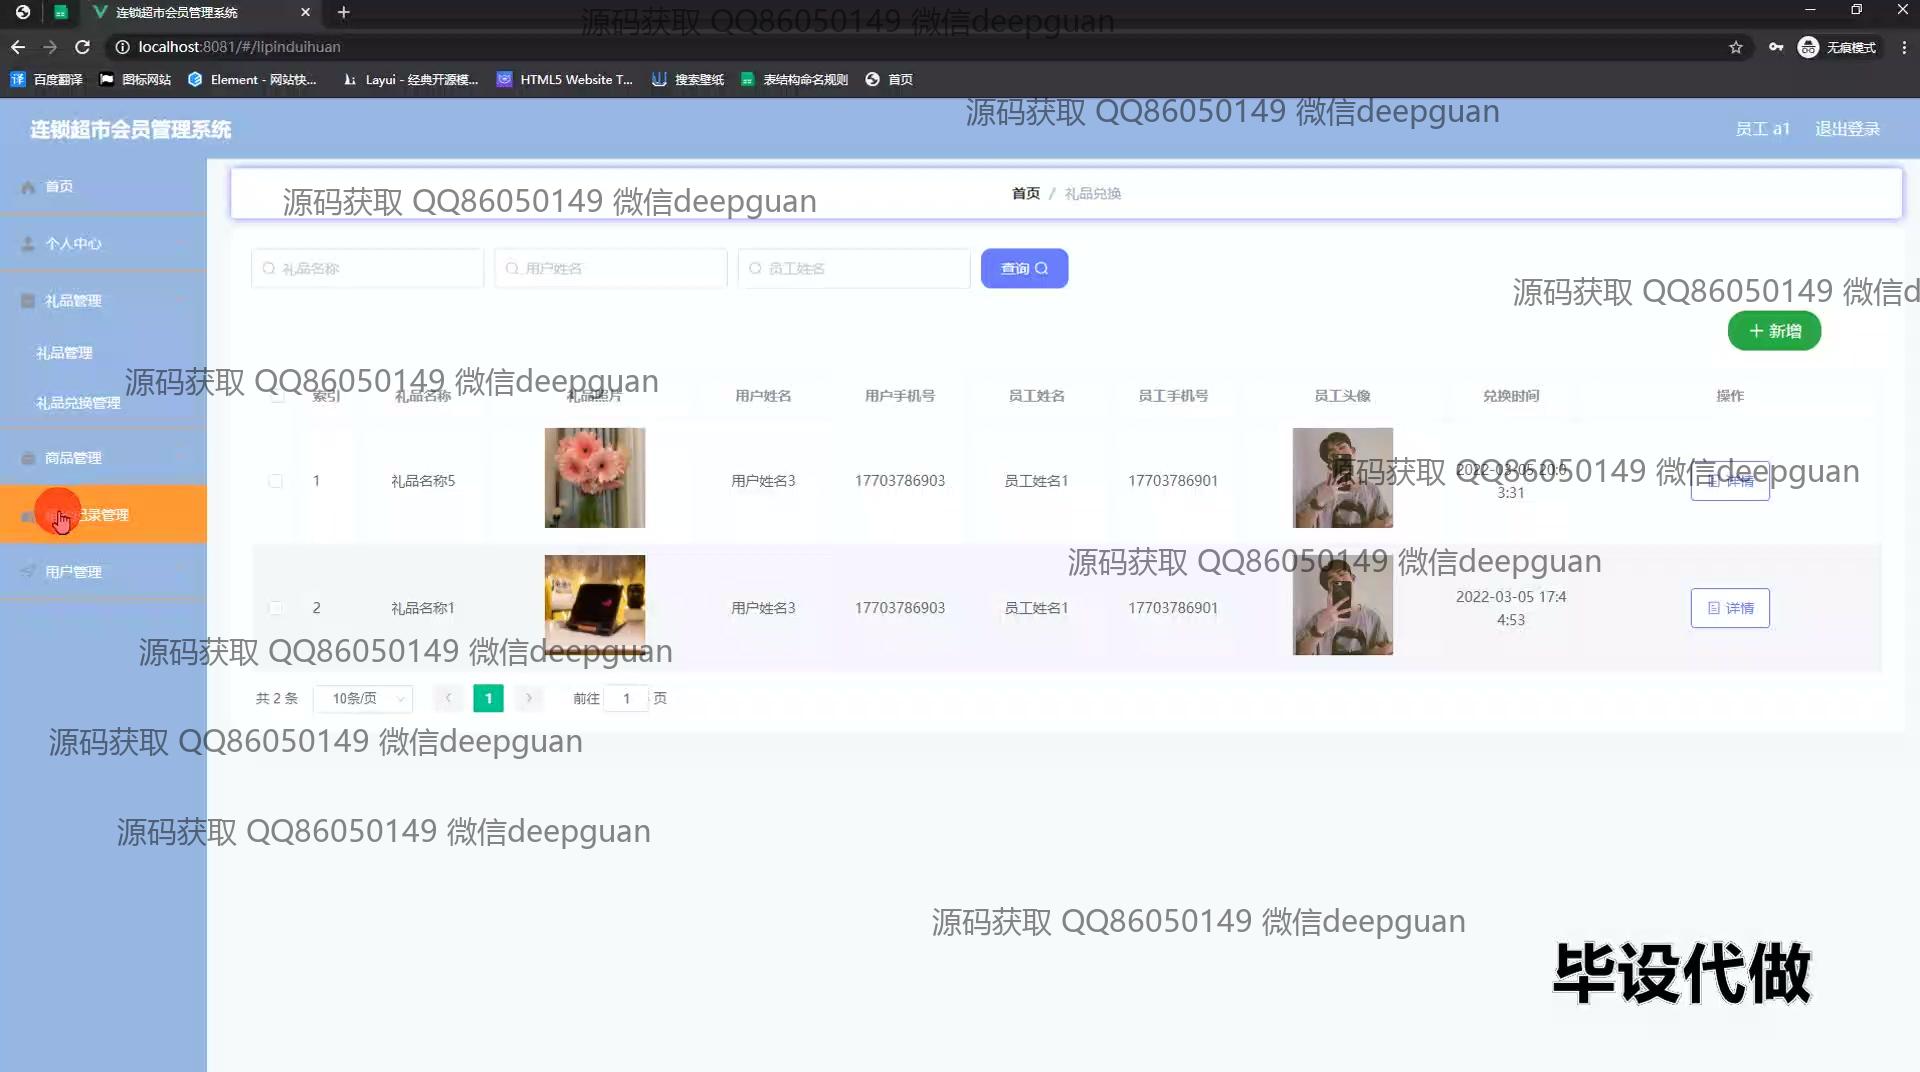 连锁超市会员管理系统
源码获取 QQ86050149 微信deepguan
localhost:8081/#/lipinduihuan
无痕模式
百度翻译
图标网站
Element - 网站快...
Layui - 经典开源模...
HTML5 Website T...
搜索壁纸
表结构命名规则
首页
源码获取 QQ86050149 微信deepguan
连锁超市会员管理系统
员工 a1
退出登录
首页
个人中心
礼品管理
礼品管理
礼品兑换管理
商品管理
记录管理
用户管理
源码获取 QQ86050149 微信deepguan
首页 / 礼品兑换
礼品名称
用户姓名
员工姓名
查询
源码获取 QQ86050149 微信d
新增
源码获取 QQ86050149 微信deepguan
索引 礼品名称 礼品照片 用户姓名 用户手机号 员工姓名 员工手机号 员工头像 兑换时间 操作
1 礼品名称5 用户姓名3 17703786903 员工姓名1 17703786901 2022-03-05 20:0
3:31
详情
源码获取 QQ86050149 微信deepguan
源码获取 QQ86050149 微信deepguan
2 礼品名称1 用户姓名3 17703786903 员工姓名1 17703786901 2022-03-05 17:4
4:53
详情
源码获取 QQ86050149 微信deepguan
共 2 条 10条/页 1 前往 1 页
源码获取 QQ86050149 微信deepguan
源码获取 QQ86050149 微信deepguan
源码获取 QQ86050149 微信deepguan
毕设代做